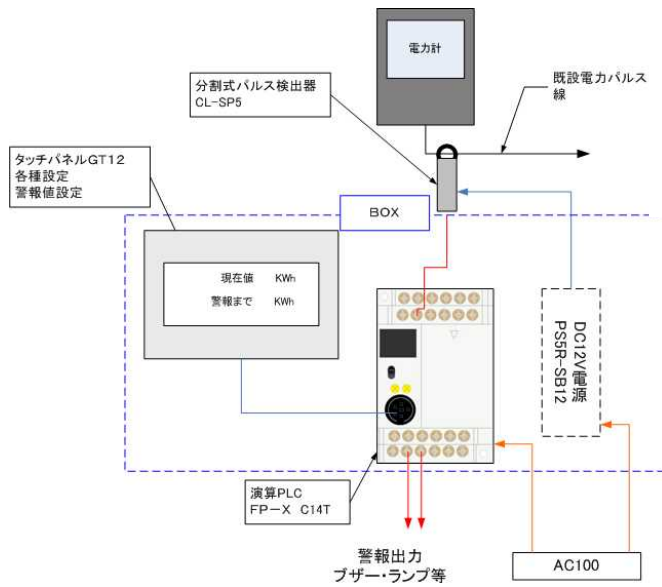 電力計
分割式パルス検出器
CL-SP5
既設電力パルス
線
タッチパネルGT12
各種設定
警報値設定
BOX
現在値 KWh
警報まで KWh
DC12V電源
PS5R-SB12
演算PLC
FP-X C14T
警報出力
ブザー・ランプ等
AC100